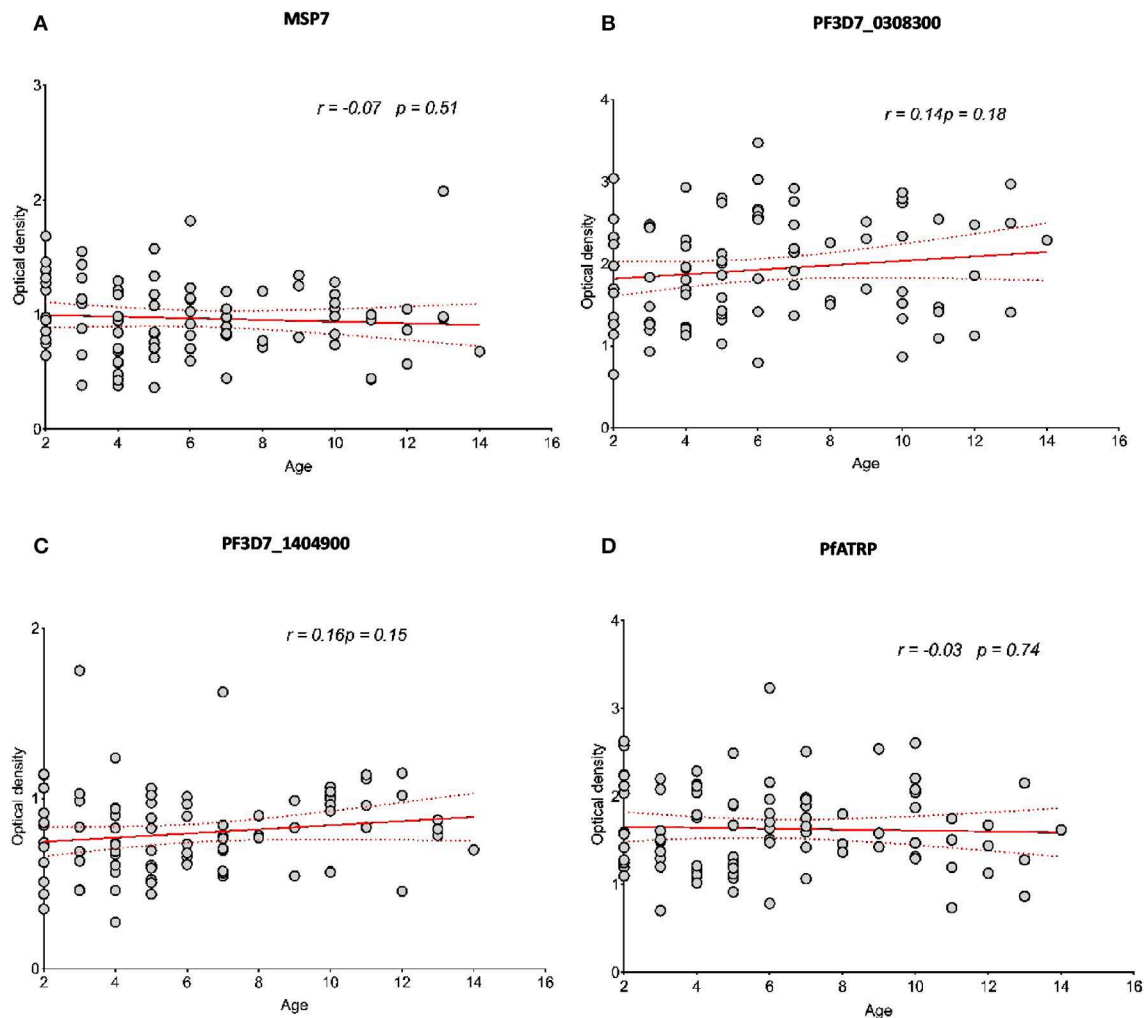 A
MSP7
r = -0.07 p = 0.51
Optical density
3
2
1
0
2 4 6 8 10 12 14 16
Age
B
PF3D7_0308300
r = 0.14p = 0.18
Optical density
4
3
2
1
0
2 4 6 8 10 12 14 16
Age
C
PF3D7_1404900
r = 0.16p = 0.15
Optical density
2
1
0
2 4 6 8 10 12 14 16
Age
D
PfATRP
r = -0.03 p = 0.74
Optical density
4
3
2
1
0
2 4 6 8 10 12 14 16
Age